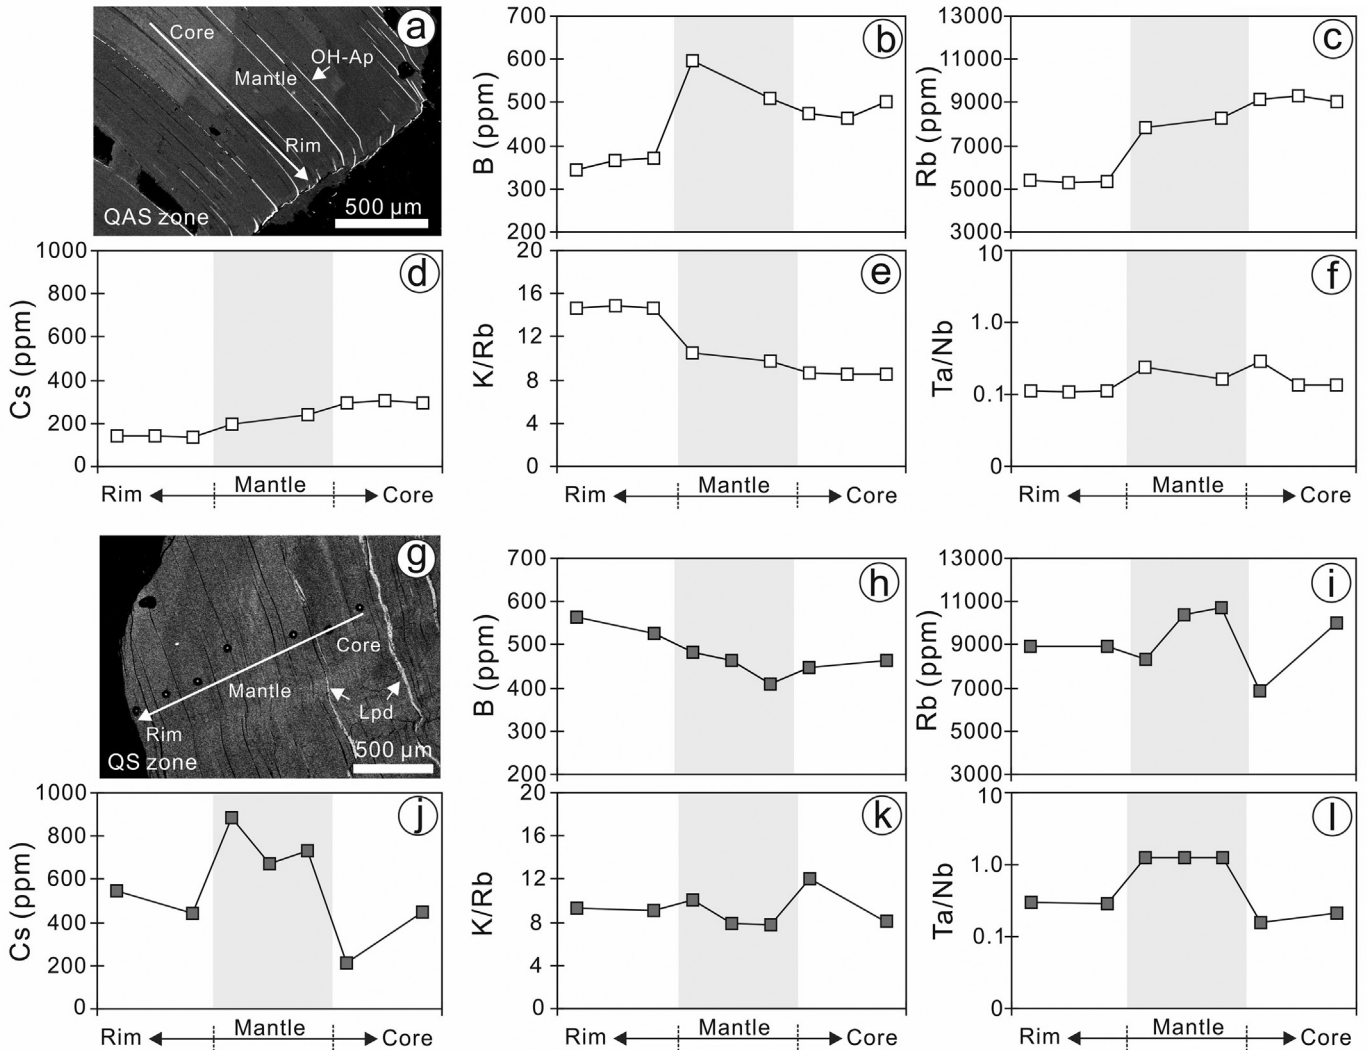 Core
a
OH-Ap
Mantle
Rim
QAS zone
500 µm
700
600
500
400
300
200
B (ppm)
b
13000
11000
9000
7000
5000
3000
Rb (ppm)
c
1000
800
600
400
200
0
Cs (ppm)
d
Rim
Mantle
Core
20
16
12
8
4
0
K/Rb
e
Rim
Mantle
Core
10
1.0
0.1
0
Ta/Nb
f
Rim
Mantle
Core
g
Core
Mantle
Lpd
Rim
QS zone
500 µm
700
600
500
400
300
200
B (ppm)
h
13000
11000
9000
7000
5000
3000
Rb (ppm)
i
1000
800
600
400
200
0
Cs (ppm)
j
Rim
Mantle
Core
20
16
12
8
4
0
K/Rb
k
Rim
Mantle
Core
10
1.0
0.1
0
Ta/Nb
l
Rim
Mantle
Core